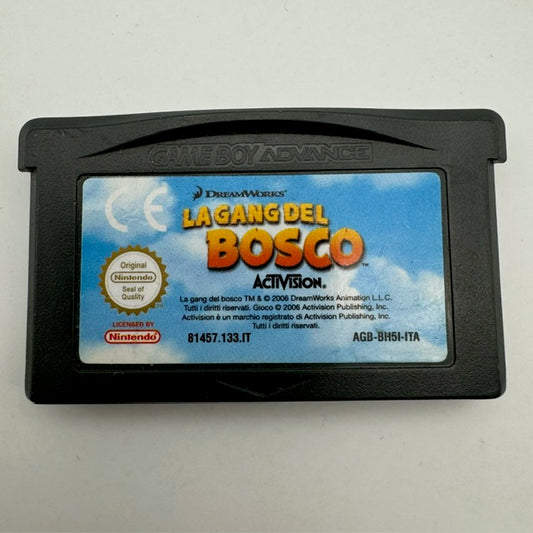 GAME BOY ADVANCE
CE
DREAMWORKS
LA GANG DEL
BOSCO™
ACTIVISION®
Original
Nintendo
Seal of
Quality
La gang del bosco TM & © 2006 DreamWorks Animation L.L.C.
Tutti i diritti riservati. Gioco © 2006 Activision Publishing, Inc.
Activision è un marchio registrato di Activision Publishing, Inc.
Tutti i diritti riservati.
LICENSED BY
Nintendo
81457.133.IT
AGB-BH5I-ITA